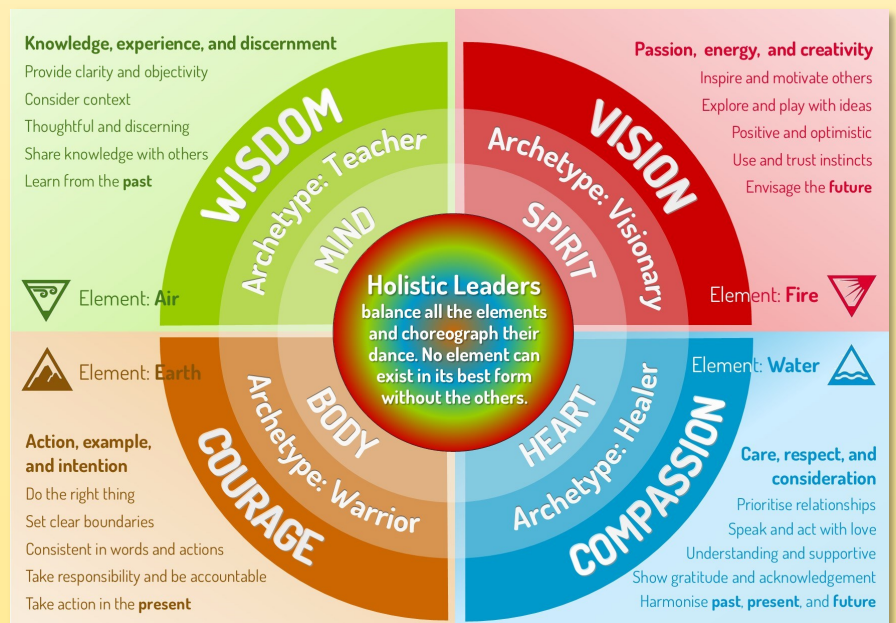 Knowledge, experience, and discernment
Provide clarity and objectivity
Consider context
Thoughtful and discerning
Share knowledge with others
Learn from the past
Element: Air
WISDOM
Archetype: Teacher
MIND
Passion, energy, and creativity
Inspire and motivate others
Explore and play with ideas
Positive and optimistic
Use and trust instincts
Envisage the future
Element: Fire
VISION
Archetype: Visionary
SPIRIT
Holistic Leaders
balance all the elements
and choreograph their
dance. No element can
exist in its best form
without the others.
Element: Earth
Action, example,
and intention
Do the right thing
Set clear boundaries
Consistent in words and actions
Take responsibility and be accountable
Take action in the present
COURAGE
Archetype: Warrior
BODY
Element: Water
Care, respect, and
consideration
Prioritise relationships
Speak and act with love
Understanding and supportive
Show gratitude and acknowledgement
Harmonise past, present, and future
COMPASSION
Archetype: Healer
HEART